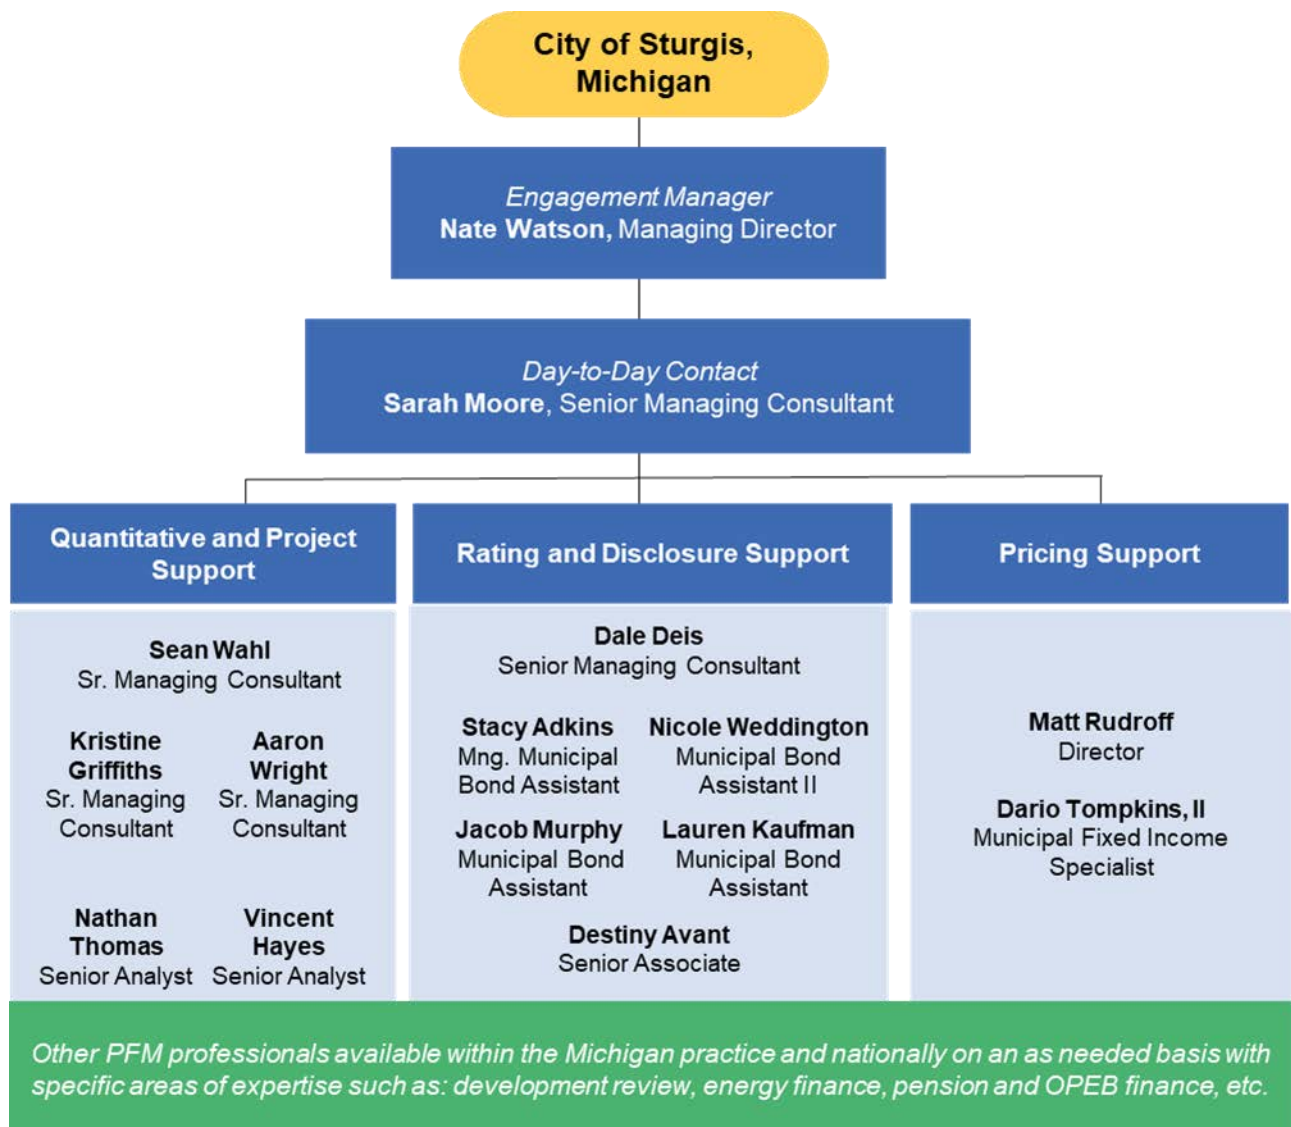 City of Sturgis,
Michigan
Engagement Manager
Nate Watson, Managing Director
Day-to-Day Contact
Sarah Moore, Senior Managing Consultant
Quantitative and Project
Support
Sean Wahl
Sr. Managing Consultant
Kristine
Griffiths
Sr. Managing
Consultant
Aaron
Wright
Sr. Managing
Consultant
Nathan
Thomas
Senior Analyst
Vincent
Hayes
Senior Analyst
Rating and Disclosure Support
Dale Deis
Senior Managing Consultant
Stacy Adkins
Mng. Municipal
Bond Assistant
Nicole Weddington
Municipal Bond
Assistant II
Jacob Murphy
Municipal Bond
Assistant
Lauren Kaufman
Municipal Bond
Assistant
Destiny Avant
Senior Associate
Pricing Support
Matt Rudroff
Director
Dario Tompkins, II
Municipal Fixed Income
Specialist
Other PFM professionals available within the Michigan practice and nationally on an as needed basis with
specific areas of expertise such as: development review, energy finance, pension and OPEB finance, etc.